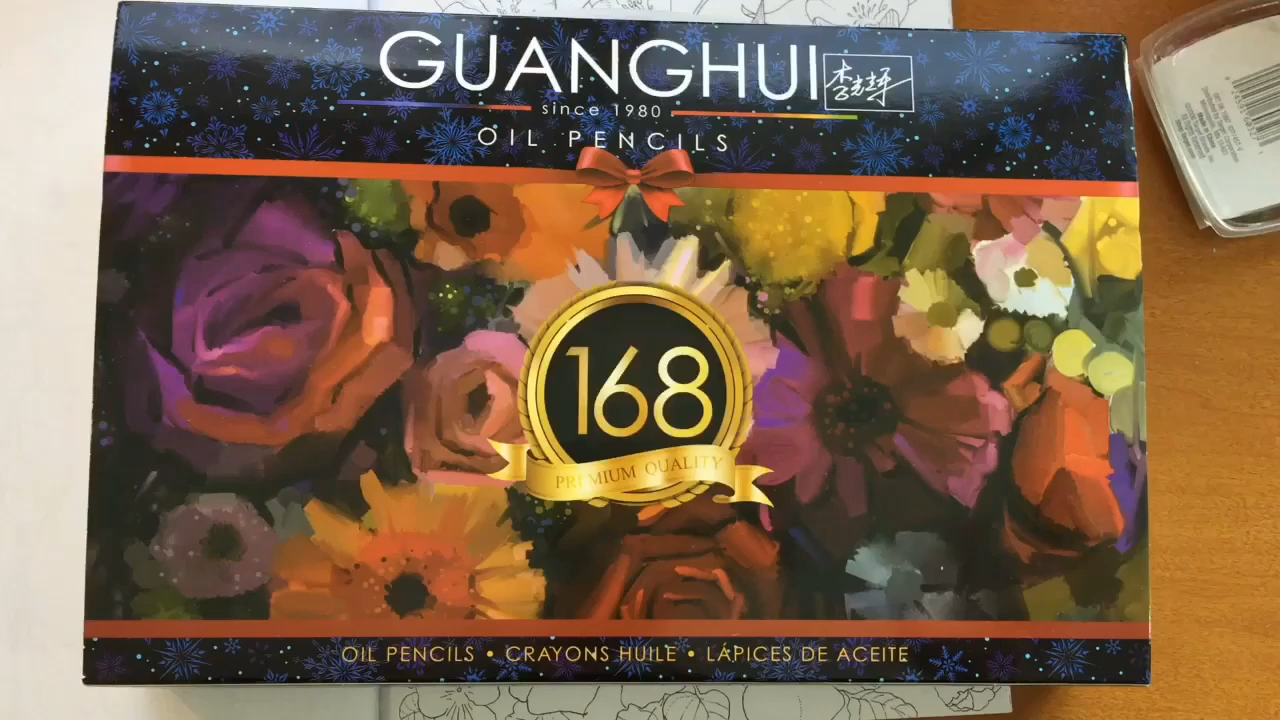 GUANGHUI
since 1980
OIL PENCILS
168
PREMIUM QUALITY
OIL PENCILS • CRAYONS HUILE • LÁPICES DE ACEITE